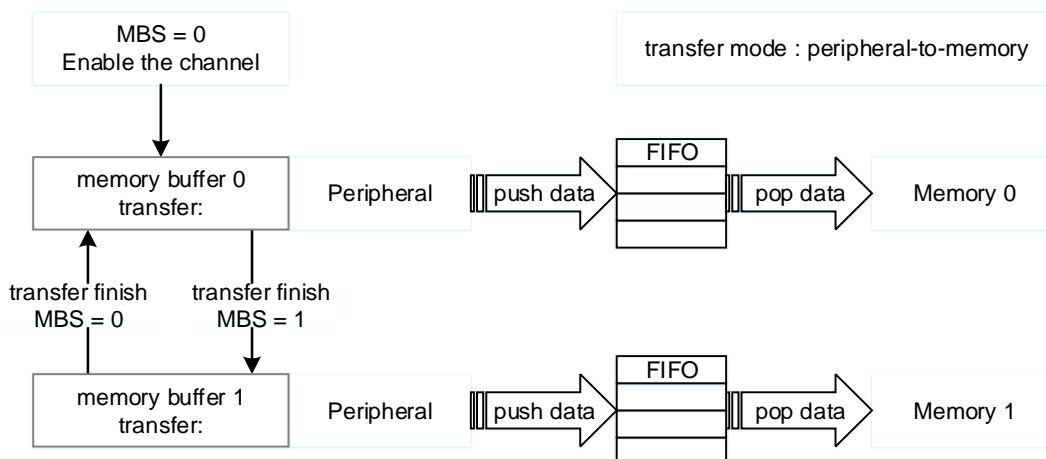 MBS = 0
Enable the channel
transfer mode : peripheral-to-memory
memory buffer 0
transfer:
Peripheral
push data
FIFO
pop data
Memory 0
transfer finish
MBS = 0
transfer finish
MBS = 1
memory buffer 1
transfer:
Peripheral
push data
FIFO
pop data
Memory 1